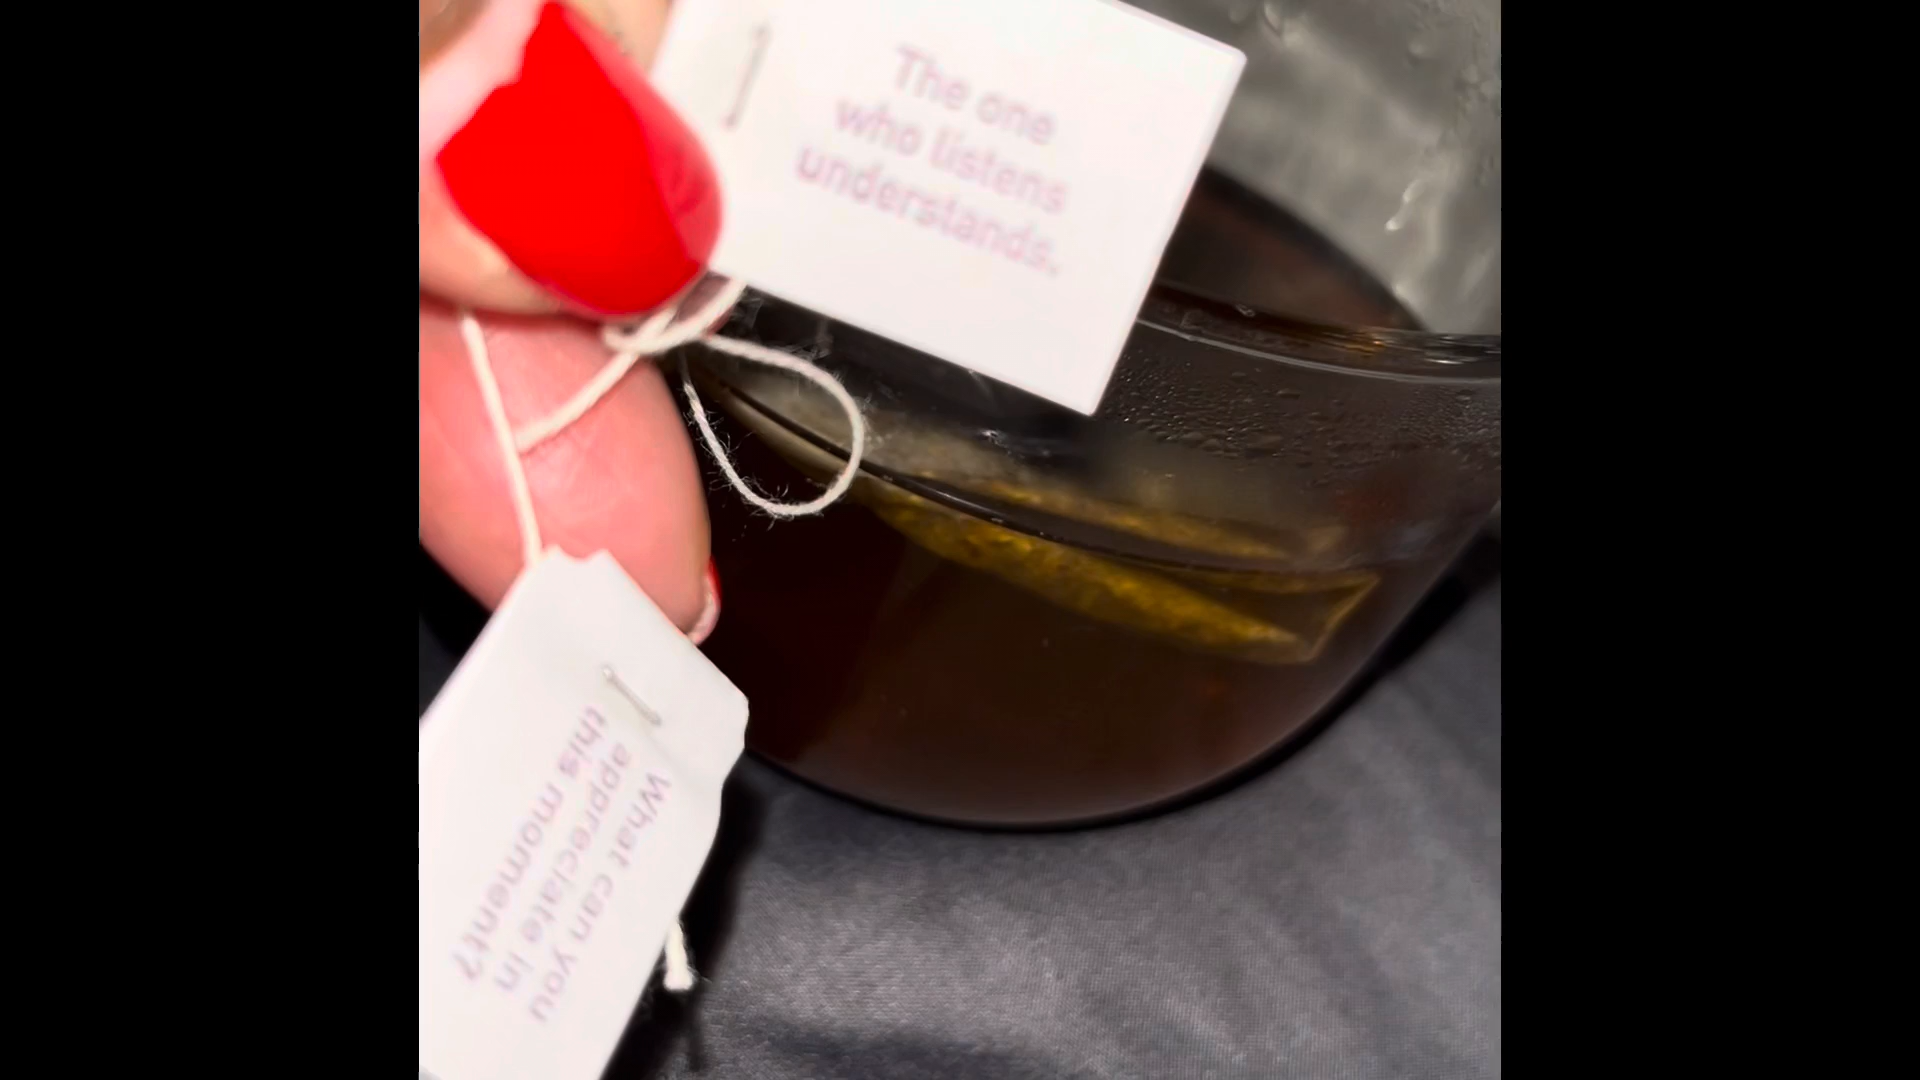 The one
who listens
understands.
What can you
appreciate in
this moment?